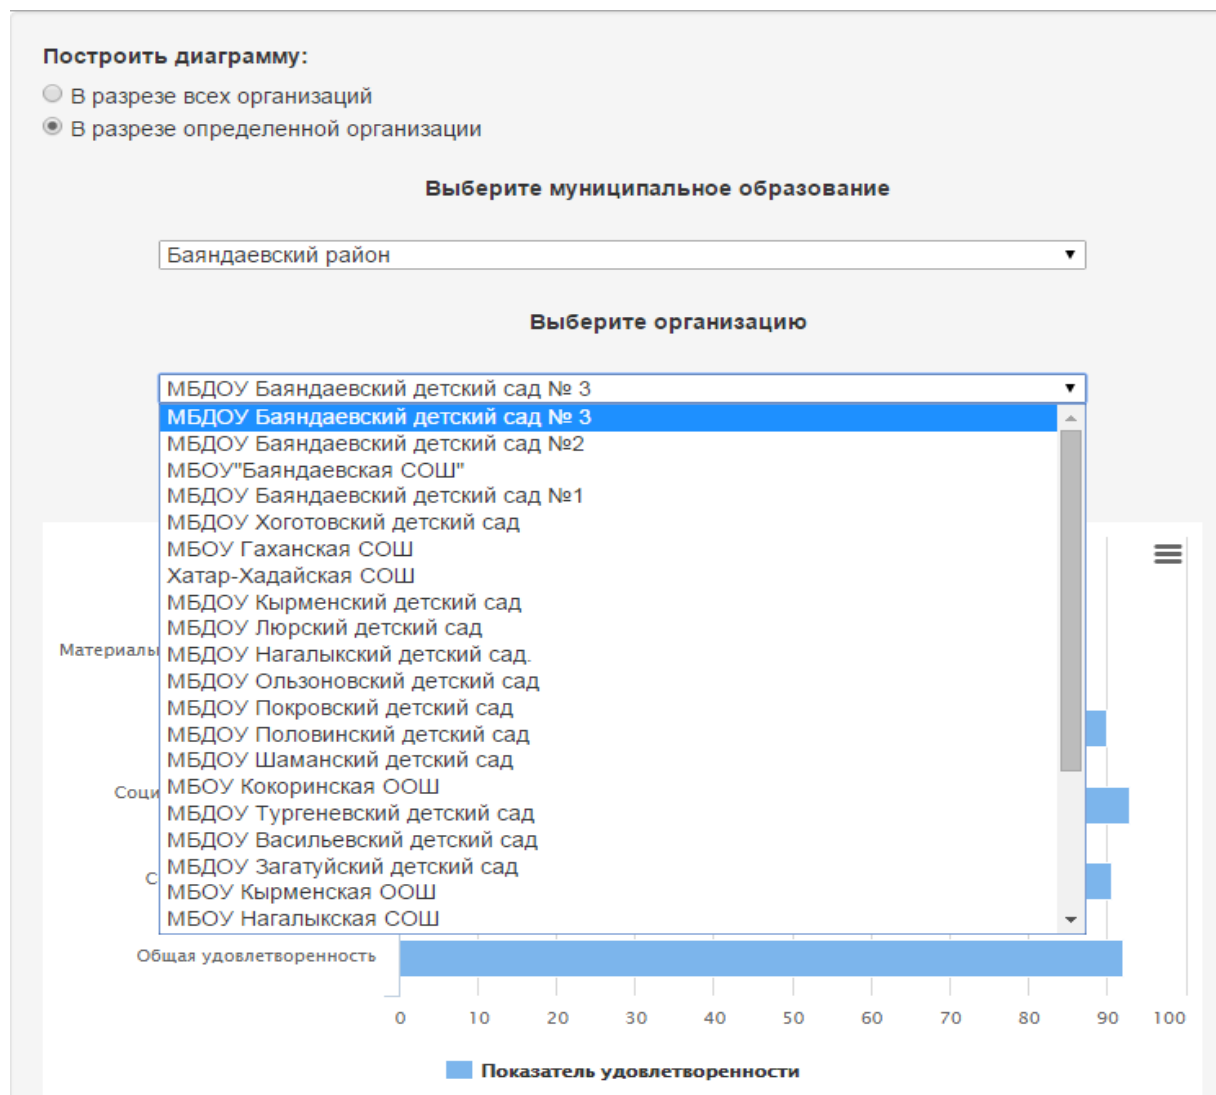 Построить диаграмму:
В разрезе всех организаций
В разрезе определенной организации
Выберите муниципальное образование
Баяндаевский район
Выберите организацию
МБДОУ Баяндаевский детский сад № 3
МБДОУ Баяндаевский детский сад № 3
МБДОУ Баяндаевский детский сад №2
МБОУ"Баяндаевская СОШ"
МБДОУ Баяндаевский детский сад №1
МБДОУ Хоготовский детский сад
МБОУ Гаханская СОШ
Хатар-Хадайская СОШ
МБДОУ Кырменский детский сад
МБДОУ Люрский детский сад
Материалы
МБДОУ Нагалыкский детский сад.
МБДОУ Ользоновский детский сад
МБДОУ Покровский детский сад
МБДОУ Половинский детский сад
МБДОУ Шаманский детский сад
Соци
МБОУ Кокоринская ООШ
МБДОУ Тургеневский детский сад
МБДОУ Васильевский детский сад
МБДОУ Загатуйский детский сад
С
МБОУ Кырменская ООШ
МБОУ Нагалыкская СОШ
Общая удовлетворенность
0 10 20 30 40 50 60 70 80 90 100
Показатель удовлетворенности